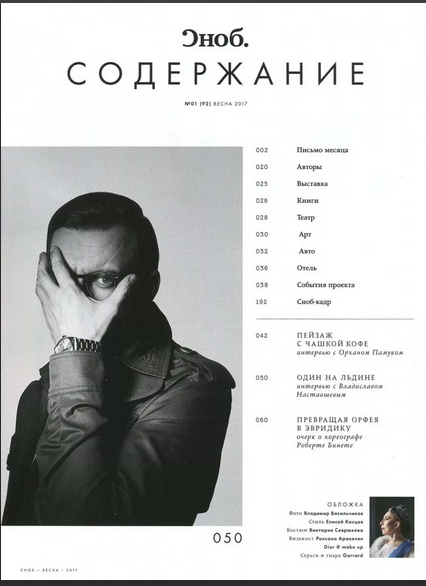 Сноб.
СОДЕРЖАНИЕ
№01 (92) ВЕСНА 2017
002 Письмо месяца
020 Авторы
025 Выставка
026 Книги
028 Театр
030 Арт
032 Авто
036 Отель
038 События проекта
192 Сноб-кадр
042 ПЕЙЗАЖ
С ЧАШКОЙ КОФЕ
интервью с Орханом Памуком
050 ОДИН НА ЛЬДИНЕ
интервью с Владиславом
Наставшевым
060 ПРЕВРАЩАЯ ОРФЕЯ
В ЭВРИДИКУ
очерк о хореографе
Роберте Бинете
050
ОБЛОЖКА
Фото Владимир Васильчиков
Стиль Елисей Косцов
Костюм Виктория Севрюкова
Визажист Роксана Аракелян
Dior @ make up
Серьги и тиара Garrard
СНОБ • ВЕСНА • 2017